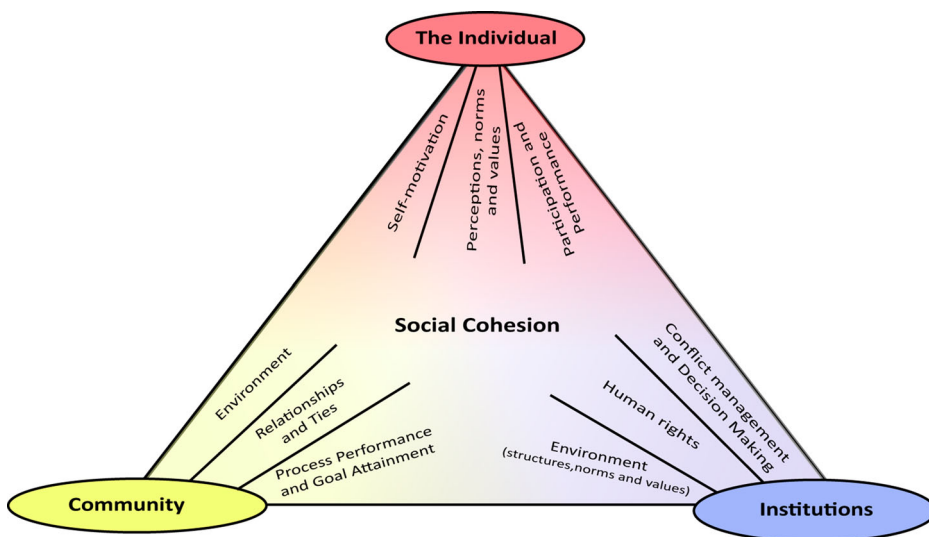 The Individual
Self-motivation
Perceptions, norms
and values
Participation and
Performance
Social Cohesion
Environment
Relationships
and Ties
Process Performance
and Goal Attainment
Conflict management
and Decision Making
Human rights
Environment
(structures,norms and values)
Community
Institutions